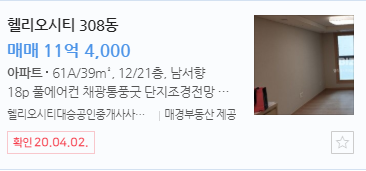 헬리오시티 308동
매매 11억 4,000
아파트 · 61A/39m², 12/21층, 남서향
18p 풀에어컨 채광통풍굿 단지조경전망 ...
헬리오시티대승공인중개사사... | 매경부동산 제공
확인 20.04.02.